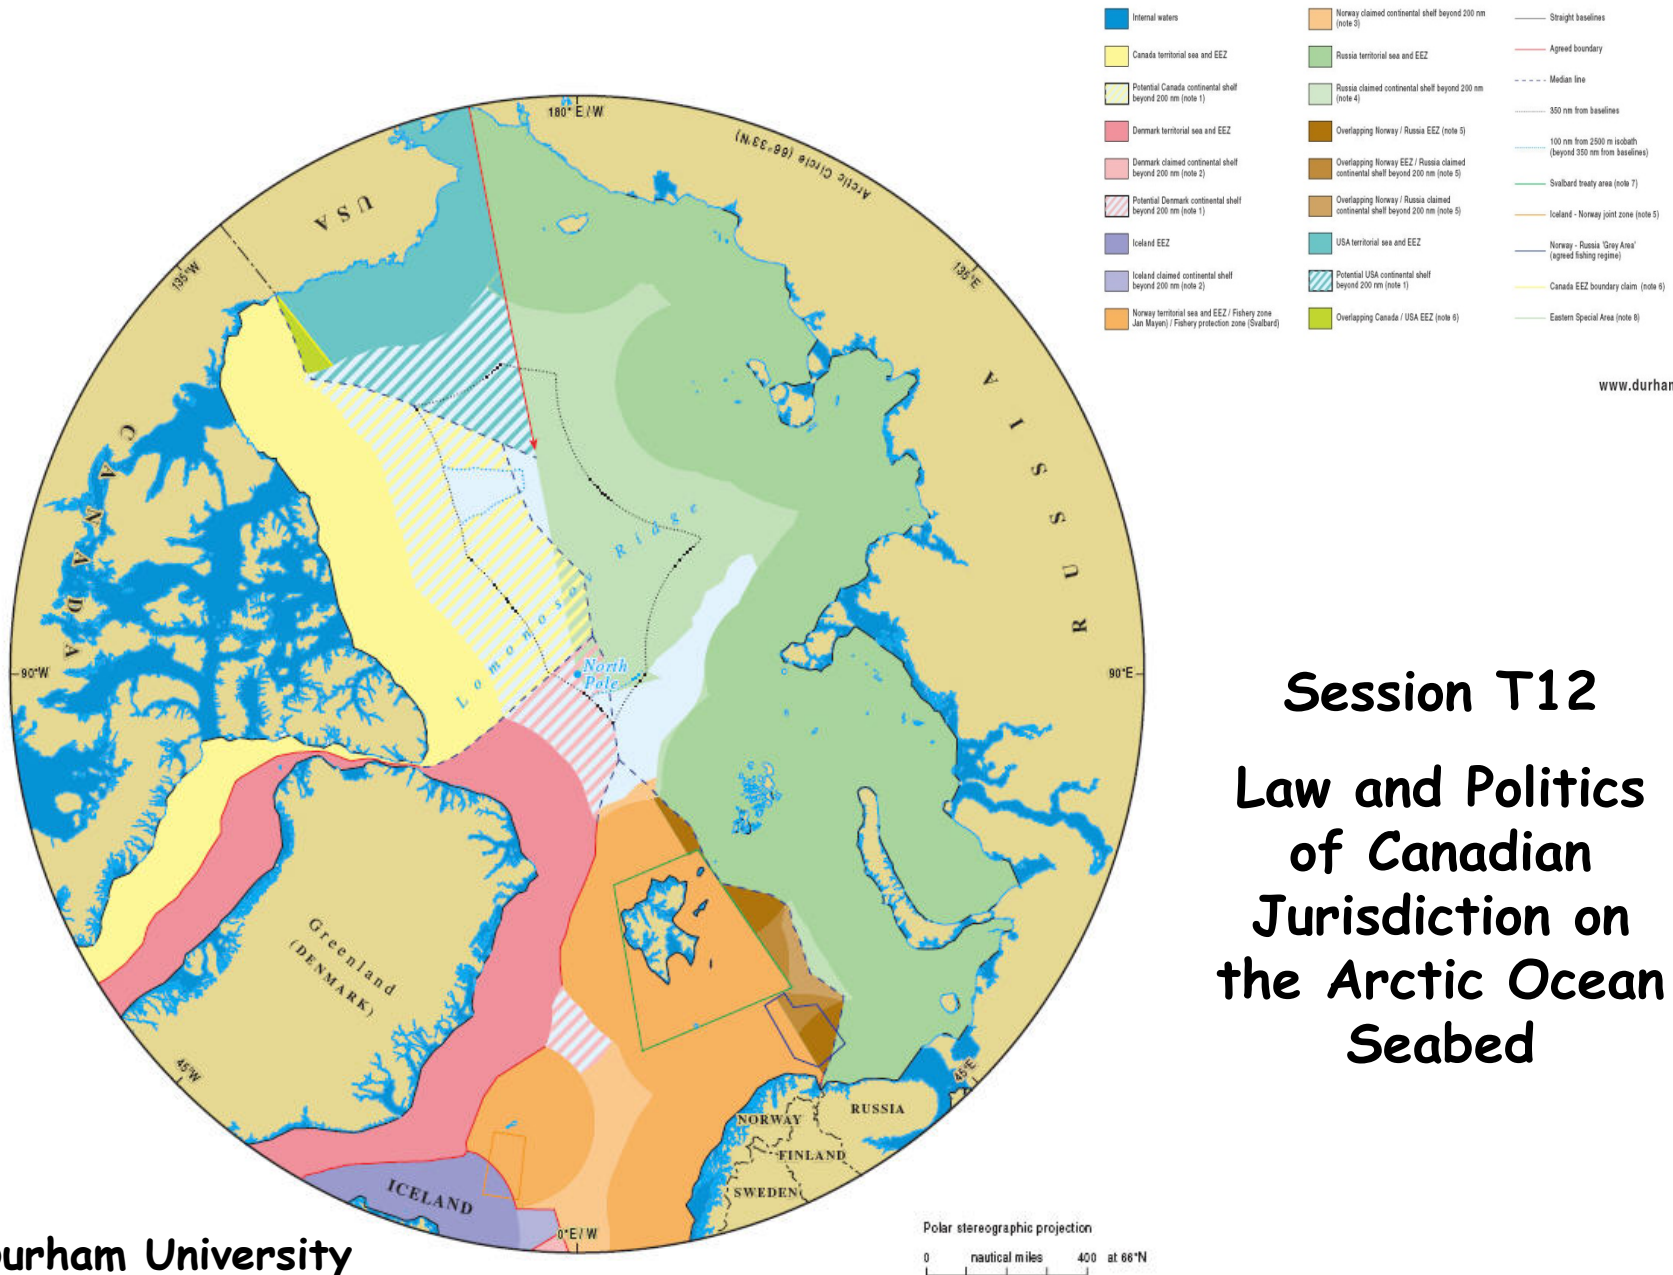 Internal waters
Canada territorial sea and EEZ
Potential Canada continental shelf
beyond 200 nm (note 1)
Denmark territorial sea and EEZ
Denmark claimed continental shelf
beyond 200 nm (note 2)
Potential Denmark continental shelf
beyond 200 nm (note 1)
Iceland EEZ
Iceland claimed continental shelf
beyond 200 nm (note 2)
Norway territorial sea and EEZ / Fishery zone
Jan Mayen) / Fishery protection zone (Svalbard)
Norway claimed continental shelf beyond 200 nm
(note 3)
Russia territorial sea and EEZ
Russia claimed continental shelf beyond 200 nm
(note 4)
Overlapping Norway / Russia EEZ (note 5)
Overlapping Norway EEZ / Russia claimed
continental shelf beyond 200 nm (note 5)
Overlapping Norway / Russia claimed
continental shelf beyond 200 nm (note 5)
USA territorial sea and EEZ
Potential USA continental shelf
beyond 200 nm (note 1)
Overlapping Canada / USA EEZ (note 6)
Straight baselines
Agreed boundary
Median line
350 nm from baselines
100 nm from 2500 m isobath
(beyond 350 nm from baselines)
Svalbard treaty area (note 7)
Iceland - Norway joint zone (note 5)
Norway - Russia 'Grey Area'
(agreed fishing regime)
Canada EEZ boundary claim (note 6)
Eastern Special Area (note 8)
www.durham
180° E / W
Arctic Circle (66°33'N)
USA
135°W
135°E
CANADA
RUSSIA
Lomonosov Ridge
North
Pole
90°W
90°E
Greenland
(DENMARK)
45°W
45°E
NORWAY
RUSSIA
FINLAND
SWEDEN
ICELAND
0°E / W
Session T12
Law and Politics
of Canadian
Jurisdiction on
the Arctic Ocean
Seabed
Polar stereographic projection
0 nautical miles 400 at 66°N
Durham University